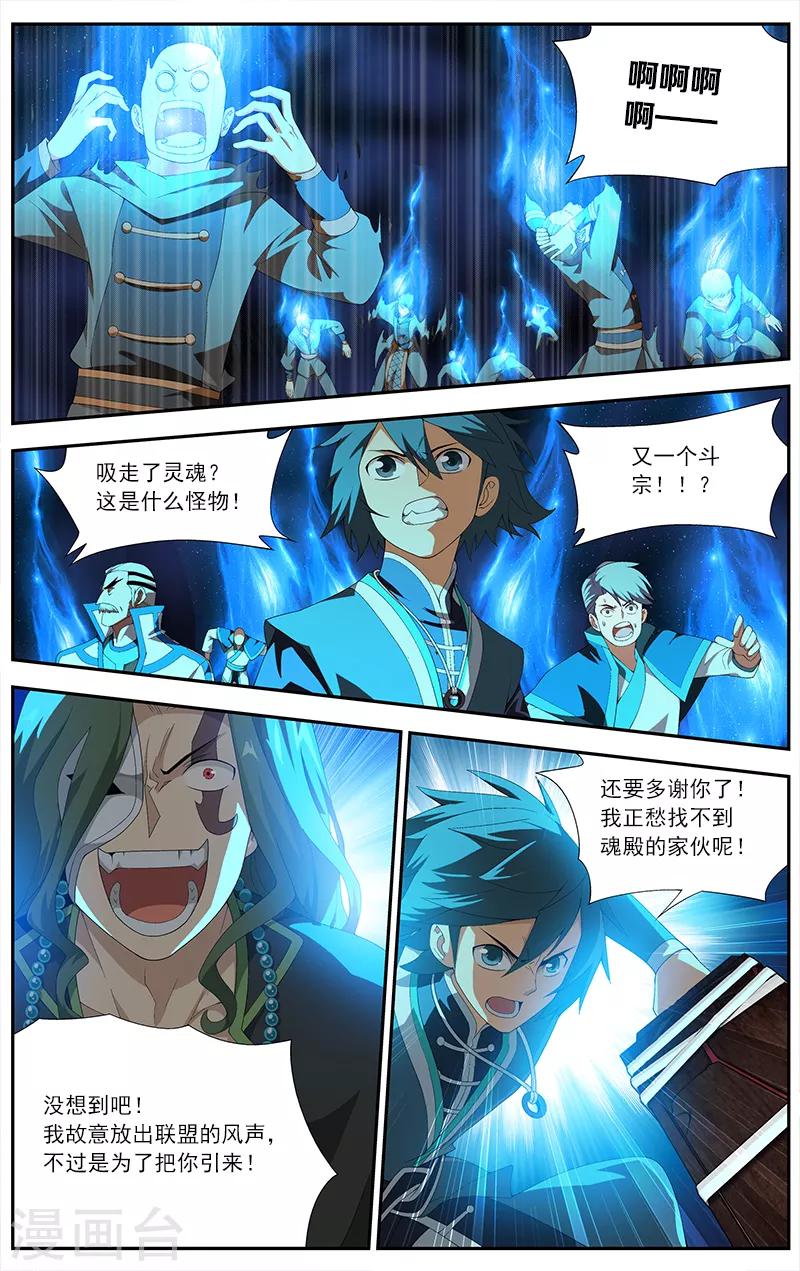 啊啊啊
啊——
吸走了灵魂？
这是什么怪物！
又一个斗
宗！！？
没想到吧！
我故意放出联盟的风声，
不过是为了把你引来！
还要多谢你了！
我正愁找不到
魂殿的家伙呢！
漫画台